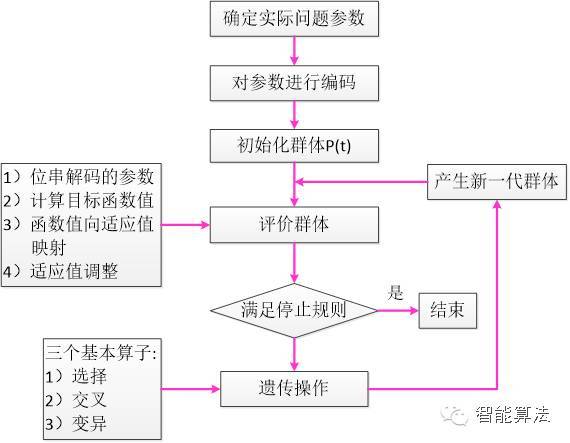 确定实际问题参数
对参数进行编码
初始化群体P(t)
1）位串解码的参数
2）计算目标函数值
3）函数值向适应值
映射
4）适应值调整
产生新一代群体
评价群体
满足停止规则
是
结束
三个基本算子:
1）选择
2）交叉
3）变异
遗传操作
智能算法